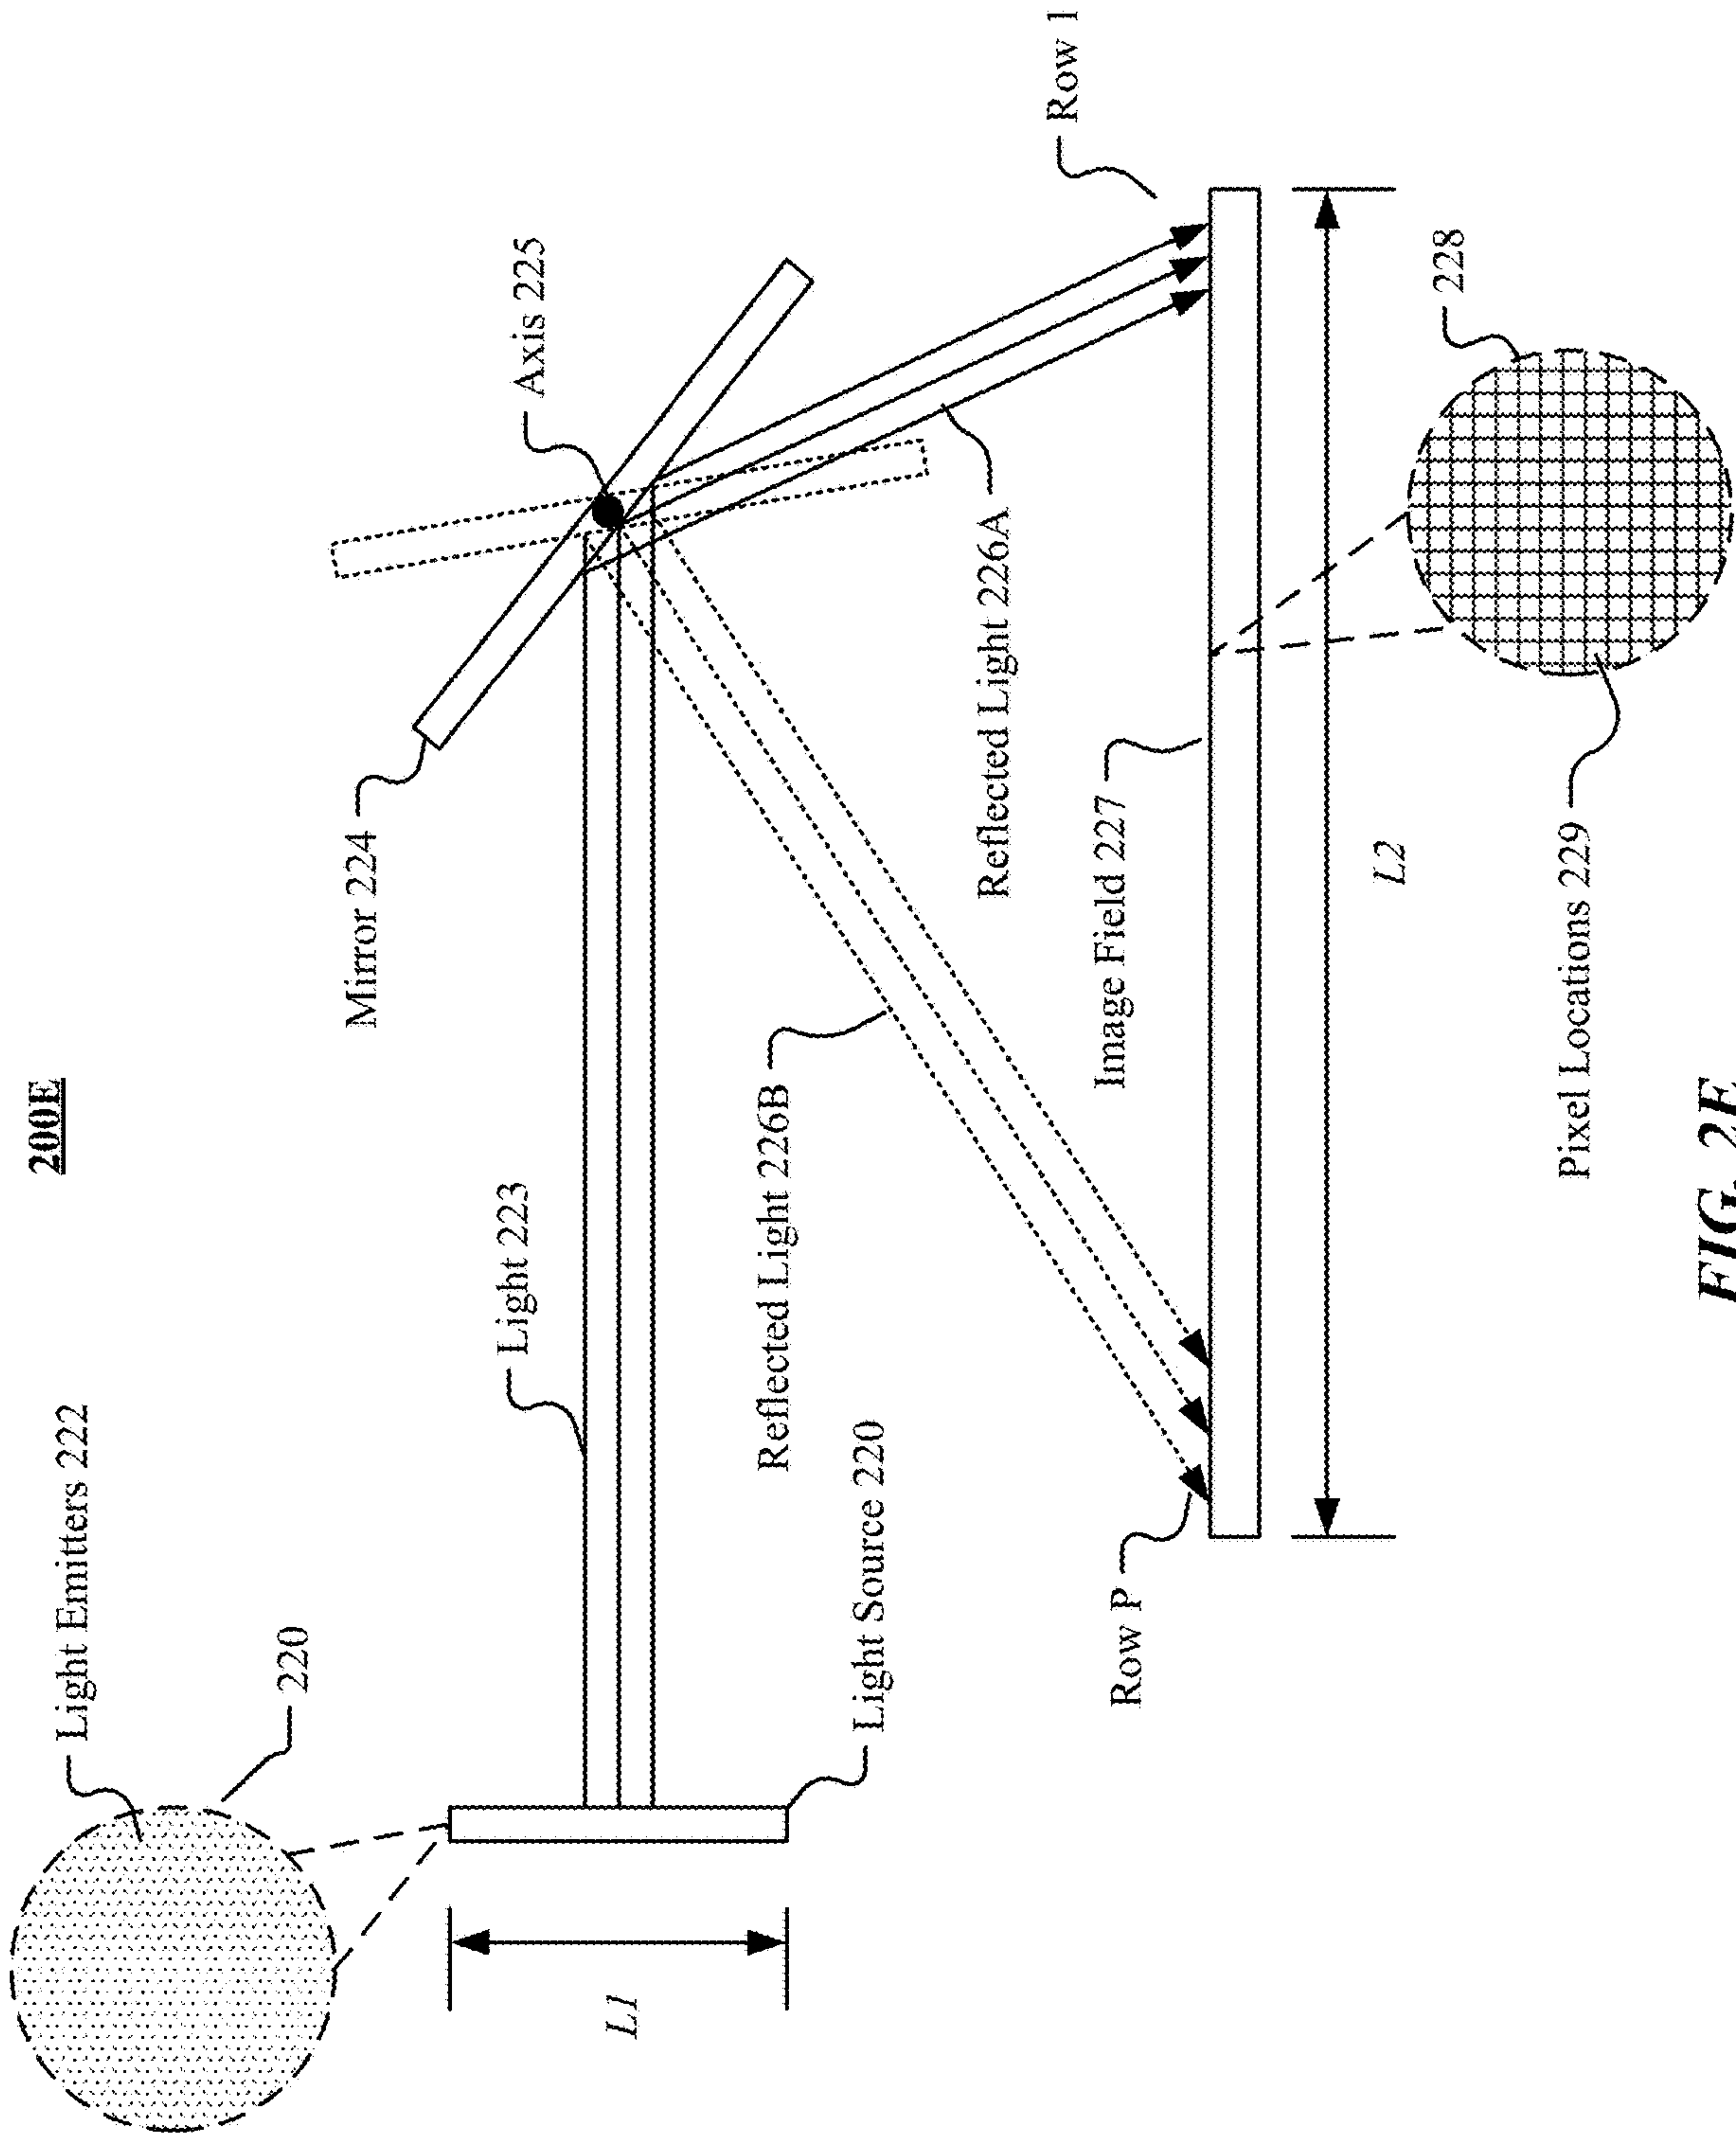 200E
Light Emitters 222
220
Mirror 224
Light 223
Axis 225
L1
Reflected Light 226B
Light Source 220
Reflected Light 226A
Row 1
Image Field 227
Row P
L2
228
Pixel Locations 229
FIG. 2E